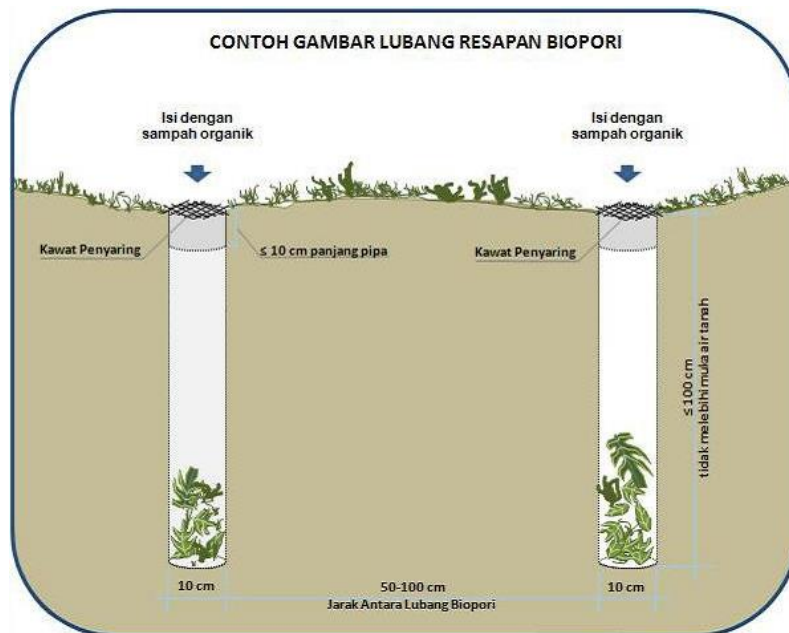 CONTOH GAMBAR LUBANG RESAPAN BIOPORI
Isi dengan
sampah organik
Isi dengan
sampah organik
Kawat Penyaring
≤ 10 cm panjang pipa
Kawat Penyaring
≤100 cm
tidak melebihi muka air tanah
10 cm
50-100 cm
10 cm
Jarak Antara Lubang Biopori